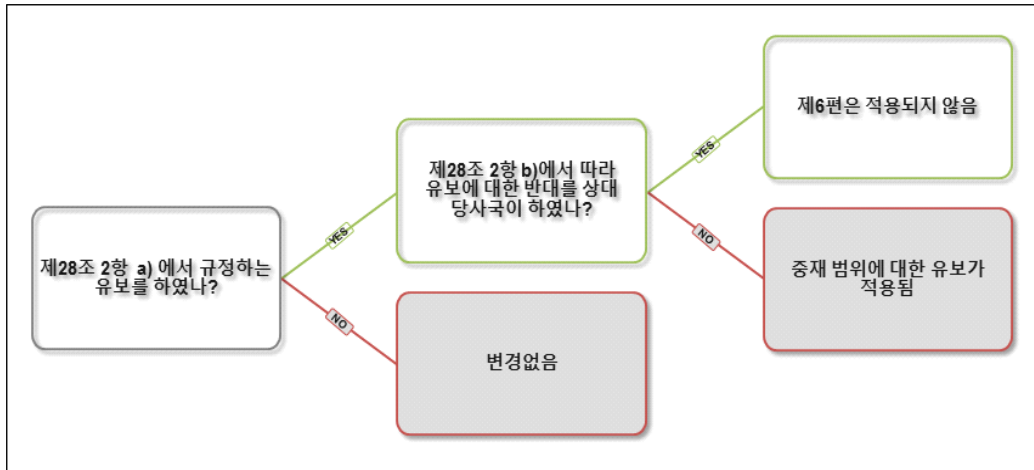 제28조 2항 a) 에서 규정하는
유보를 하였나?
YES
NO
제28조 2항 b)에서 따라
유보에 대한 반대를 상대
당사국이 하였나?
변경없음
YES
NO
제6편은 적용되지 않음
중재 범위에 대한 유보가
적용됨